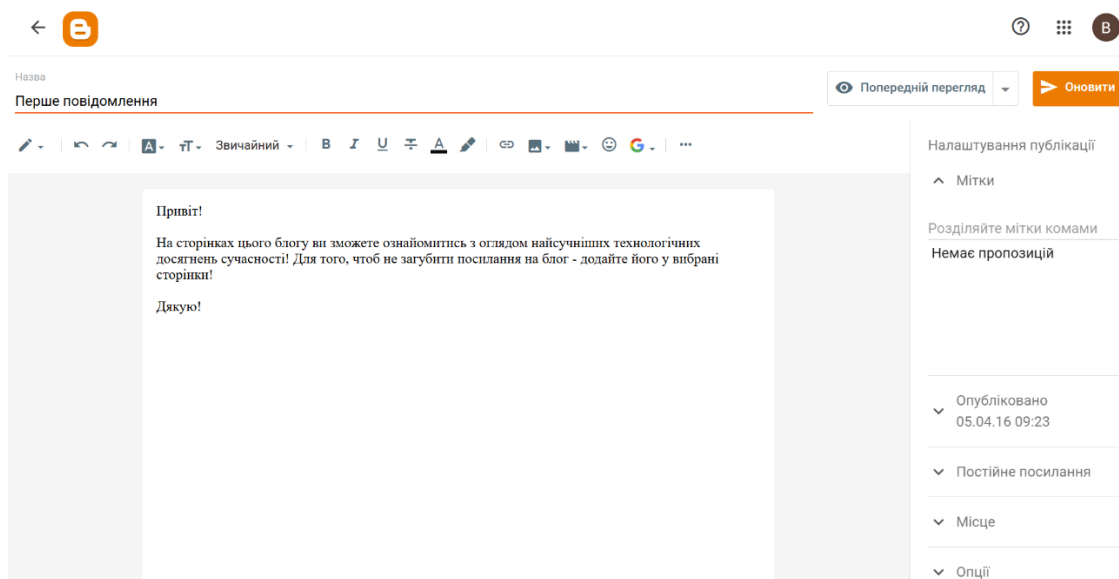 B
Назва
Перше повідомлення
Попередній перегляд
Оновити
Звичайний
B I U T A
Налаштування публікації
Мітки
Розділяйте мітки комами
Немає пропозицій
Привіт!
На сторінках цього блогу ви зможете ознайомитись з оглядом найсучніших технологічних
досягнень сучасності! Для того, чтоб не загубити посилання на блог - додайте його у вибрані
сторінки!
Дякую!
Опубліковано
05.04.16 09:23
Постійне посилання
Місце
Опції